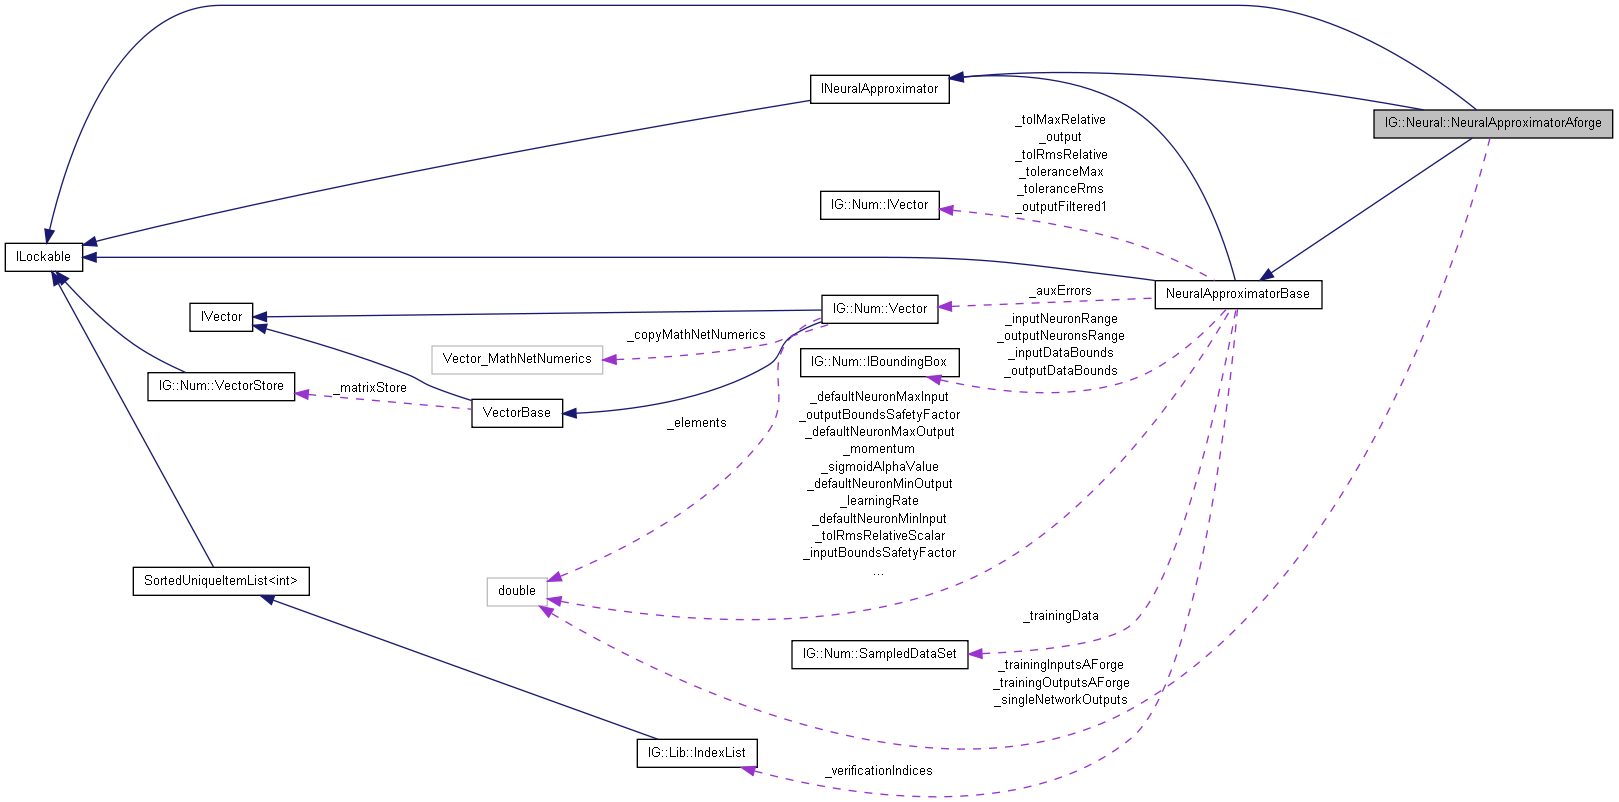 INeuralApproximator
IG::Neural::NeuralApproximatorAforge
_tolMaxRelative
_output
_tolRmsRelative
_toleranceMax
_toleranceRms
_outputFiltered1
IG::Num::IVector
ILockable
NeuralApproximatorBase
_auxErrors
IG::Num::Vector
IVector
_copyMathNetNumerics
_inputNeuronRange
_outputNeuronsRange
_inputDataBounds
_outputDataBounds
Vector_MathNetNumerics
IG::Num::IBoundingBox
IG::Num::VectorStore
_matrixStore
VectorBase
_elements
_defaultNeuronMaxInput
_outputBoundsSafetyFactor
_defaultNeuronMaxOutput
_momentum
_sigmoidAlphaValue
_defaultNeuronMinOutput
_learningRate
_defaultNeuronMinInput
_tolRmsRelativeScalar
_inputBoundsSafetyFactor
...
SortedUniqueItemList<int>
double
_trainingData
IG::Num::SampledDataSet
_trainingInputsAForge
_trainingOutputsAForge
_singleNetworkOutputs
IG::Lib::IndexList
_verificationIndices